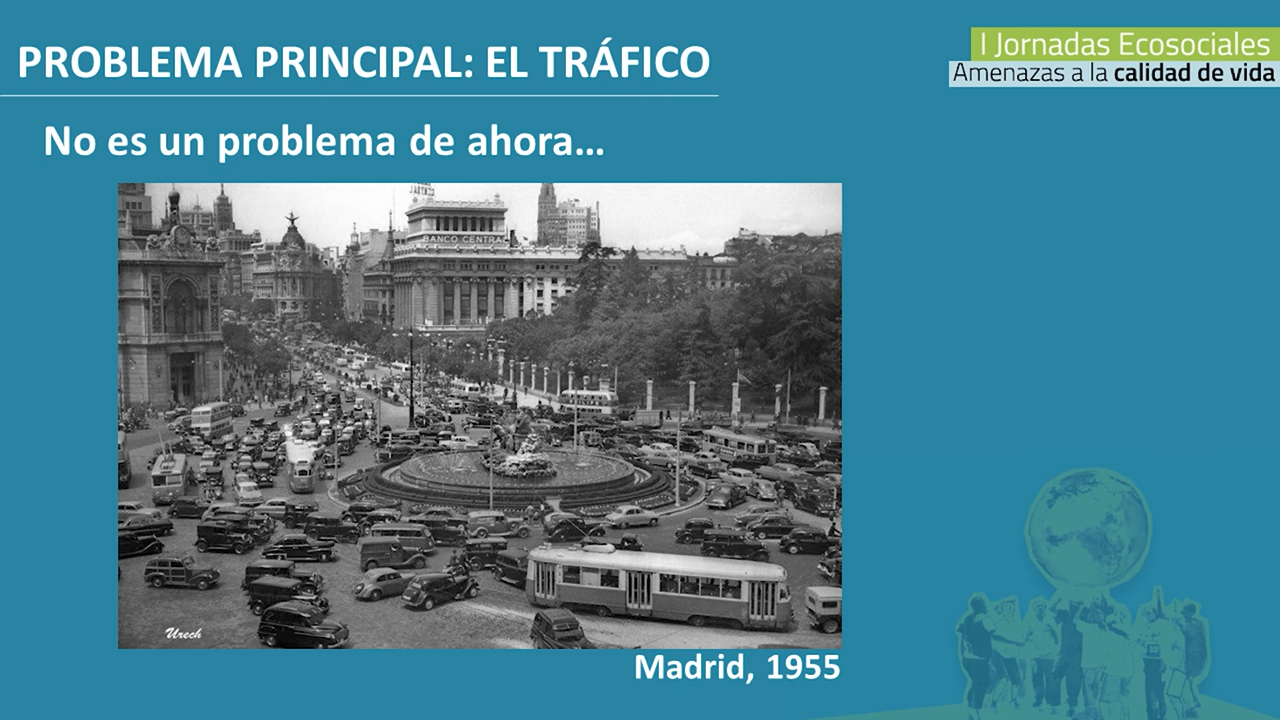 PROBLEMA PRINCIPAL: EL TRÁFICO
I Jornadas Ecosociales
Amenazas a la calidad de vida
No es un problema de ahora...
BANCO CENTRAL
Urech
Madrid, 1955